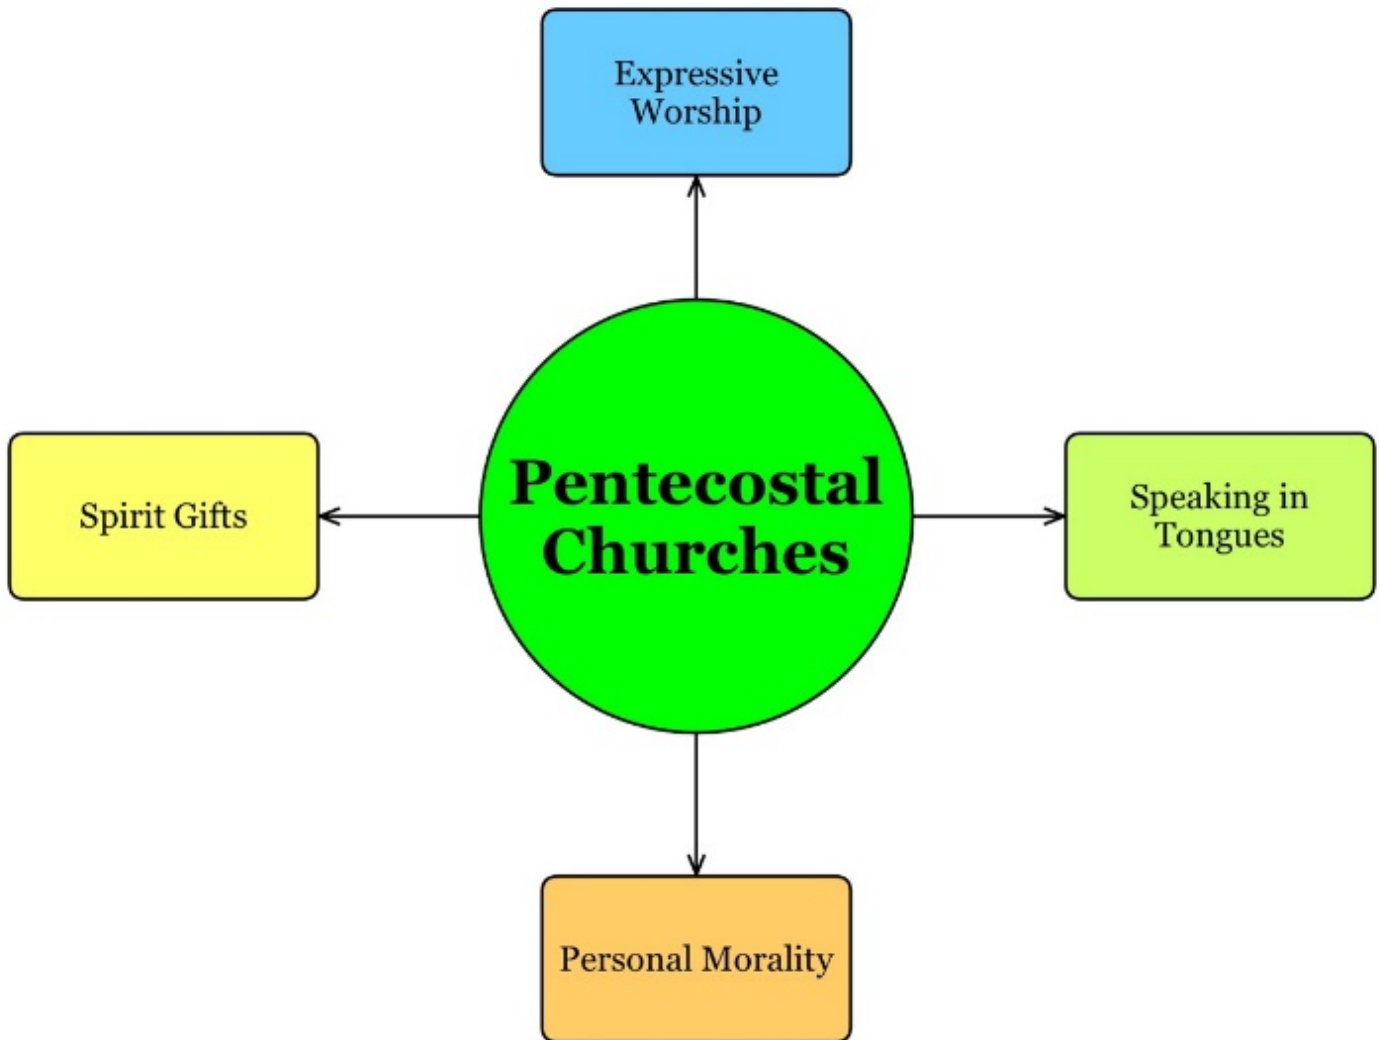 Expressive
Worship
Spirit Gifts
Pentecostal
Churches
Speaking in
Tongues
Personal Morality